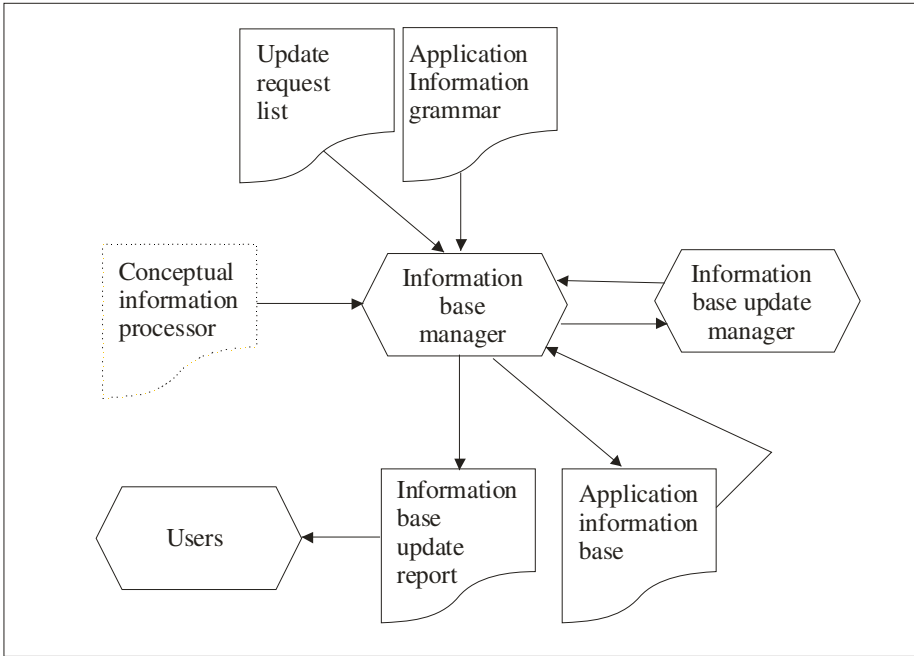 Update
request
list
Application
Information
grammar
Conceptual
information
processor
Information
base
manager
Information
base update
manager
Users
Information
base
update
report
Application
information
base